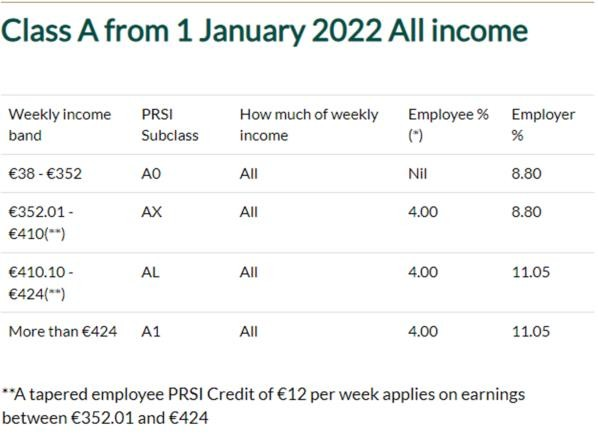 Class A from 1 January 2022 All income
Weekly income band PRSI Subclass How much of weekly income Employee % (*) Employer %
€38 - €352 A0 All Nil 8.80
€352.01 - €410(**) AX All 4.00 8.80
€410.10 - €424(**) AL All 4.00 11.05
More than €424 A1 All 4.00 11.05
**A tapered employee PRSI Credit of €12 per week applies on earnings
between €352.01 and €424